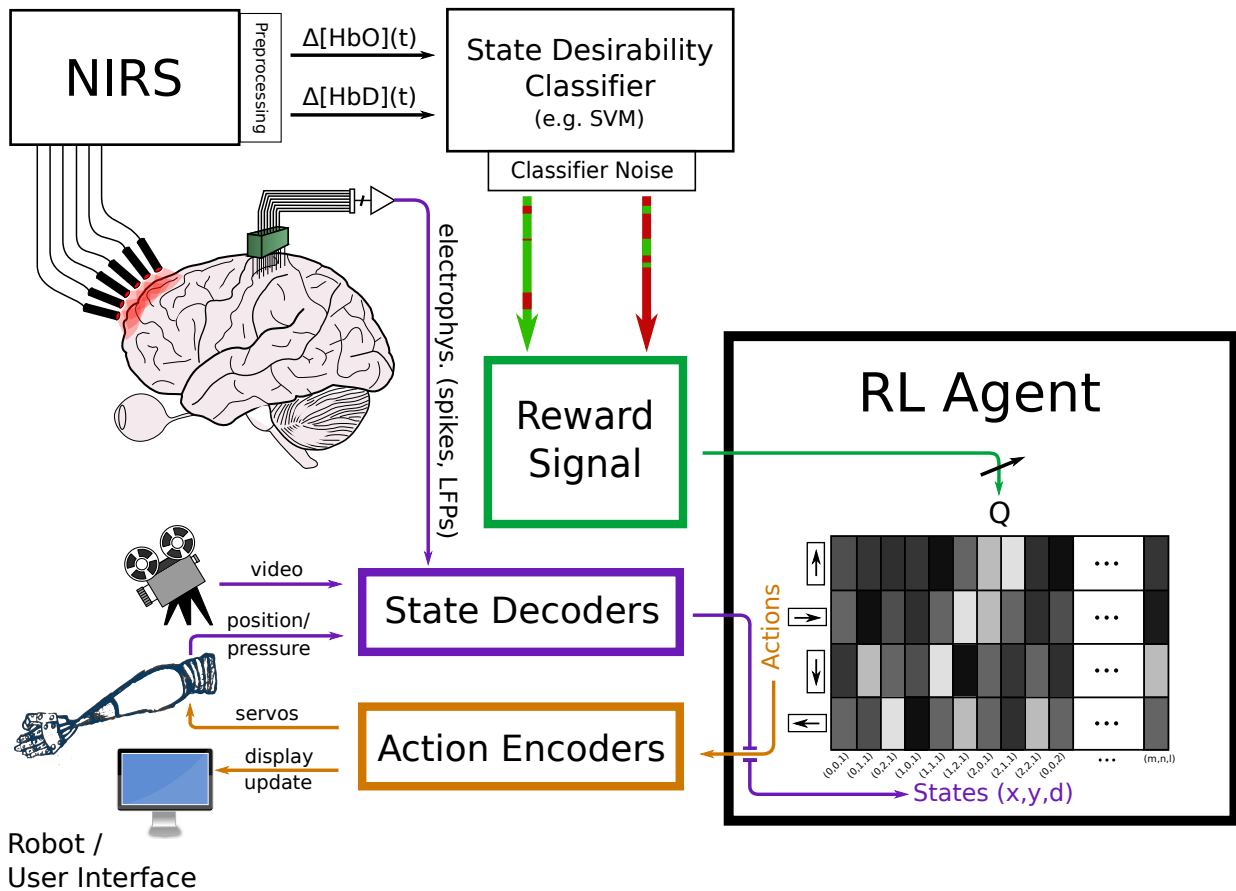 NIRS
Preprocessing
Δ[HbO](t)
Δ[HbD](t)
State Desirability
Classifier
(e.g. SVM)
Classifier Noise
electrophys. (spikes, LFPs)
Reward
Signal
RL Agent
Q
video
position/
pressure
State Decoders
servos
display
update
Action Encoders
Actions
...
...
...
...
(0,0,1)
(0,1,1)
(0,2,1)
(1,0,1)
(1,1,1)
(1,2,1)
(2,0,1)
(2,1,1)
(2,2,1)
(0,0,2)
...
(m,n,l)
States (x,y,d)
Robot /
User Interface